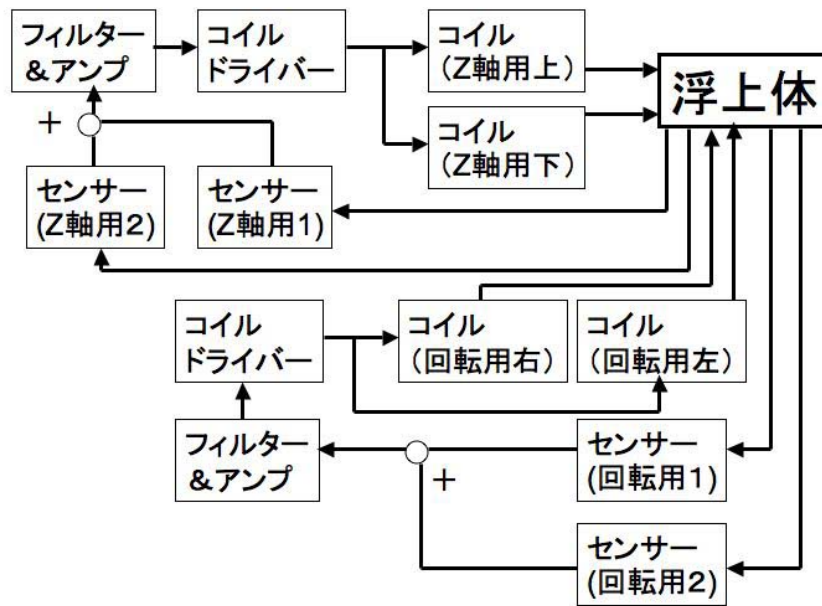 フィルター
&アンプ
コイル
ドライバー
コイル
(Z軸用上)
浮上体
コイル
(Z軸用下)
+
センサー
(Z軸用2)
センサー
(Z軸用1)
コイル
ドライバー
コイル
(回転用右)
コイル
(回転用左)
フィルター
&アンプ
+
センサー
(回転用1)
センサー
(回転用2)